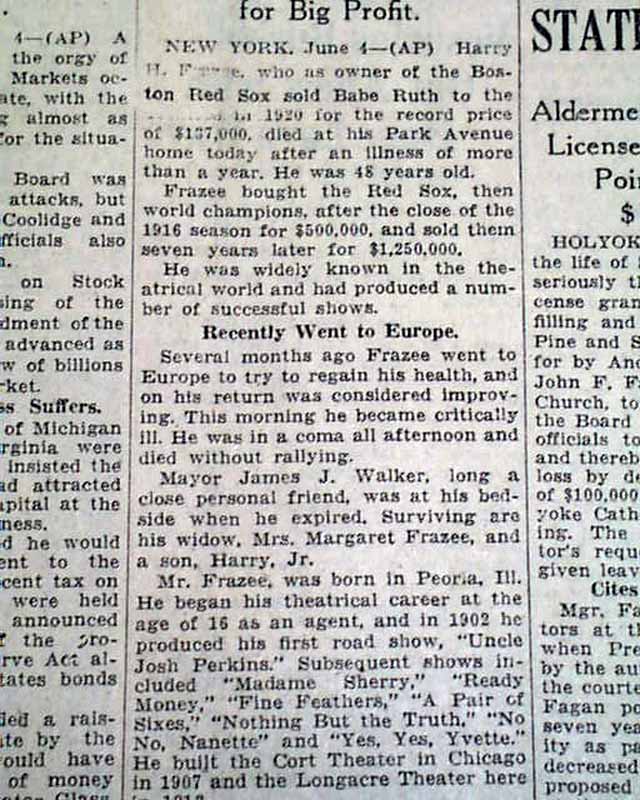 4—(AP) A
the orgy of
Markets oc-
ate, with the
g almost as
for the situa-
Board was
attacks, but
Coolidge and
fficials also
n.
on Stock
sing of the
dment of the
advanced as
w of billions
rket.
ss Suffers.
of Michigan
rginia were
insisted the
ad attracted
apital at the
ness.
d he would
ent to the
cent tax on
were held
announced
f the pro-
rve Act al-
tates bonds
ded a rais-
ate by the
would have
of money
for Big Profit.
NEW YORK, June 4—(AP) Harry
H. Frazee, who as owner of the Bos-
ton Red Sox sold Babe Ruth to the
in 1920 for the record price
of $137,000, died at his Park Avenue
home today after an illness of more
than a year. He was 48 years old.
Frazee bought the Red Sox, then
world champions, after the close of the
1916 season for $500,000, and sold them
seven years later for $1,250,000.
He was widely known in the the-
atrical world and had produced a num-
ber of successful shows.
Recently Went to Europe.
Several months ago Frazee went to
Europe to try to regain his health, and
on his return was considered improv-
ing. This morning he became critically
ill. He was in a coma all afternoon and
died without rallying.
Mayor James J. Walker, long a
close personal friend, was at his bed-
side when he expired. Surviving are
his widow, Mrs. Margaret Frazee, and
a son, Harry, Jr.
Mr. Frazee, was born in Peoria, Ill.
He began his theatrical career at the
age of 16 as an agent, and in 1902 he
produced his first road show, "Uncle
Josh Perkins." Subsequent shows in-
cluded "Madame Sherry," "Ready
Money," "Fine Feathers," "A Pair of
Sixes," "Nothing But the Truth," "No
No, Nanette" and "Yes, Yes, Yvette."
He built the Cort Theater in Chicago
in 1907 and the Longacre Theater here
STATE
Alderme
License
Poin
$
HOLYOK
the life of
seriously th
cense gran
filling and
Pine and S
for by And
John F. F
Church, to
the Board
officials to
and thereb
loss by de
of $100,000
yoke Cath
ing. The
tor's reque
given leav
Cites
Mgr. Fa
tors at th
when Pre
by the au
the courte
Fagan po
seven yea
ity as pa
decreased
proposed